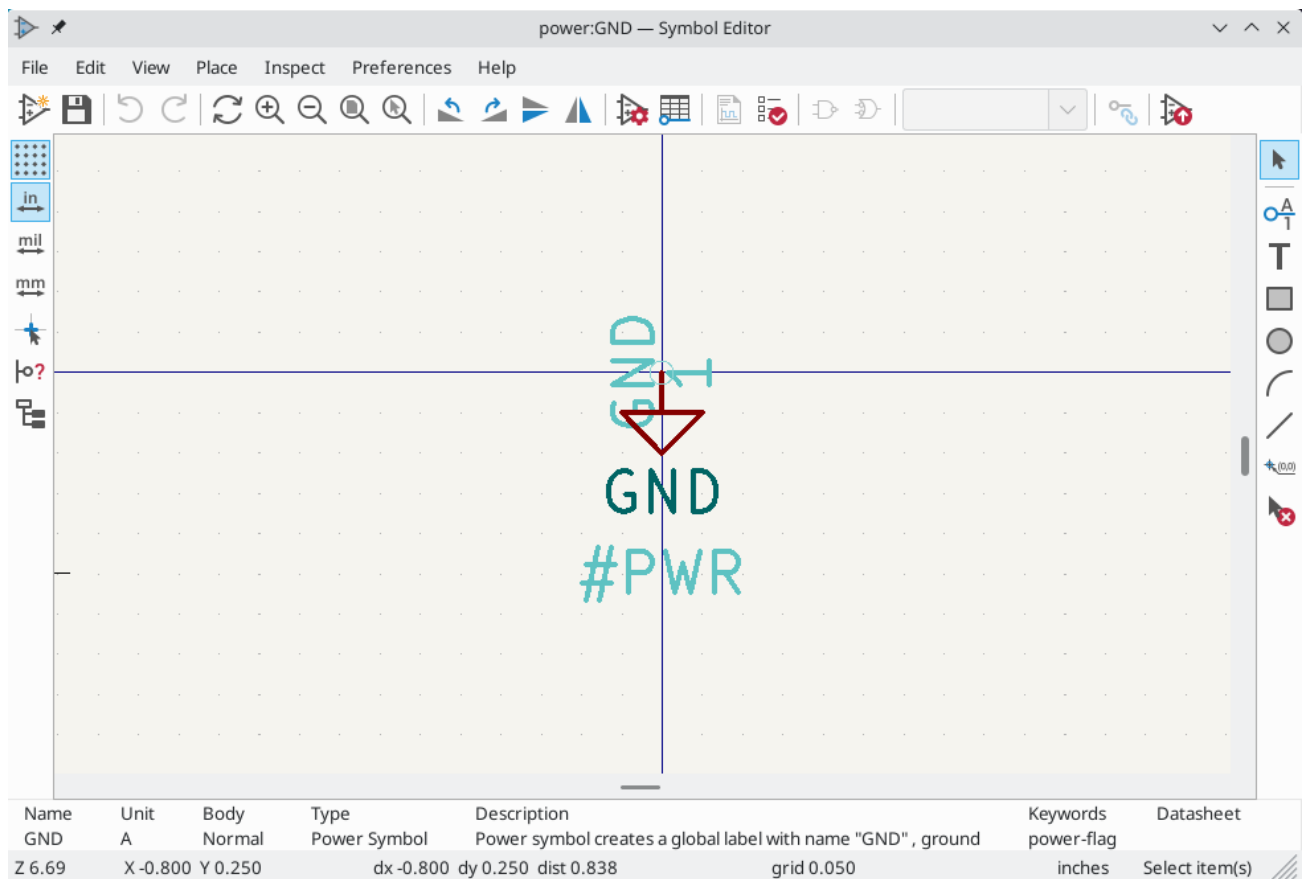 power:GND — Symbol Editor
File Edit View Place Inspect Preferences Help
in
mil
mm
?
A
1
T
(0,0)
GND
1
GND
#PWR
Name Unit Body Type Description Keywords Datasheet
GND A Normal Power Symbol Power symbol creates a global label with name "GND" , ground power-flag
Z 6.69 X -0.800 Y 0.250 dx -0.800 dy 0.250 dist 0.838 grid 0.050 inches Select item(s)